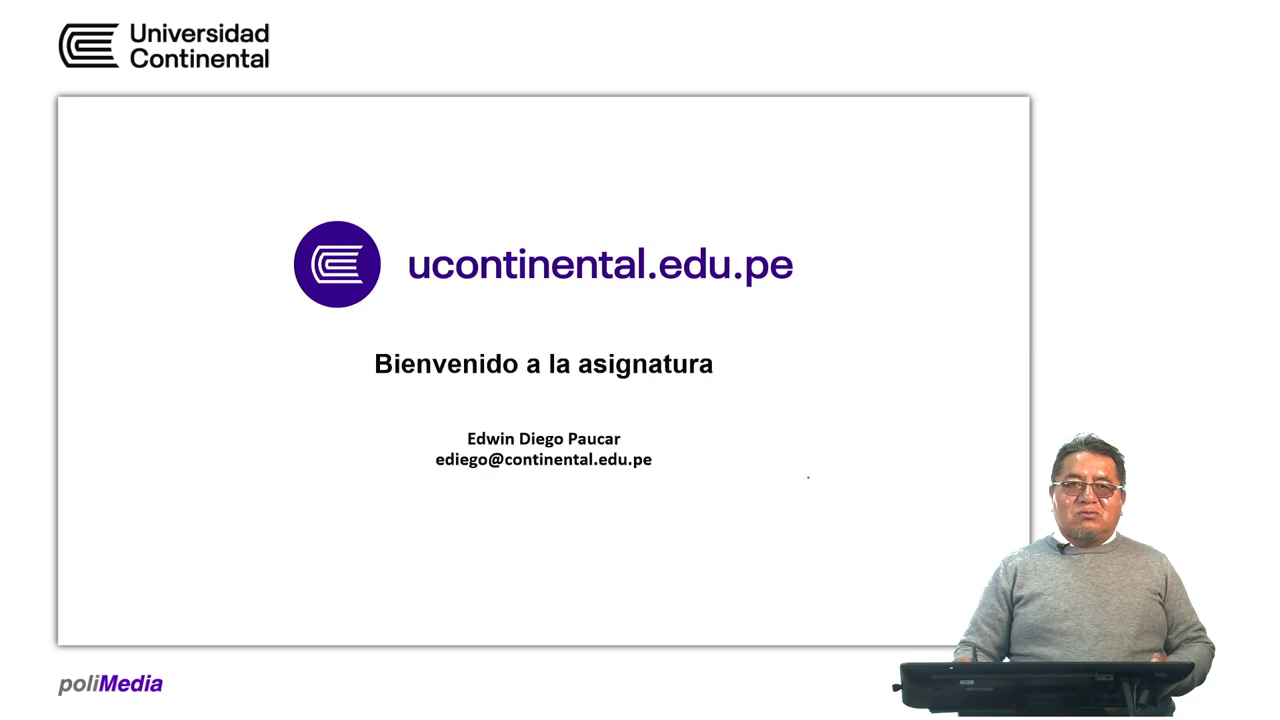 Universidad
Continental
ucontinental.edu.pe
Bienvenido a la asignatura
Edwin Diego Paucar
ediego@continental.edu.pe
poliMedia